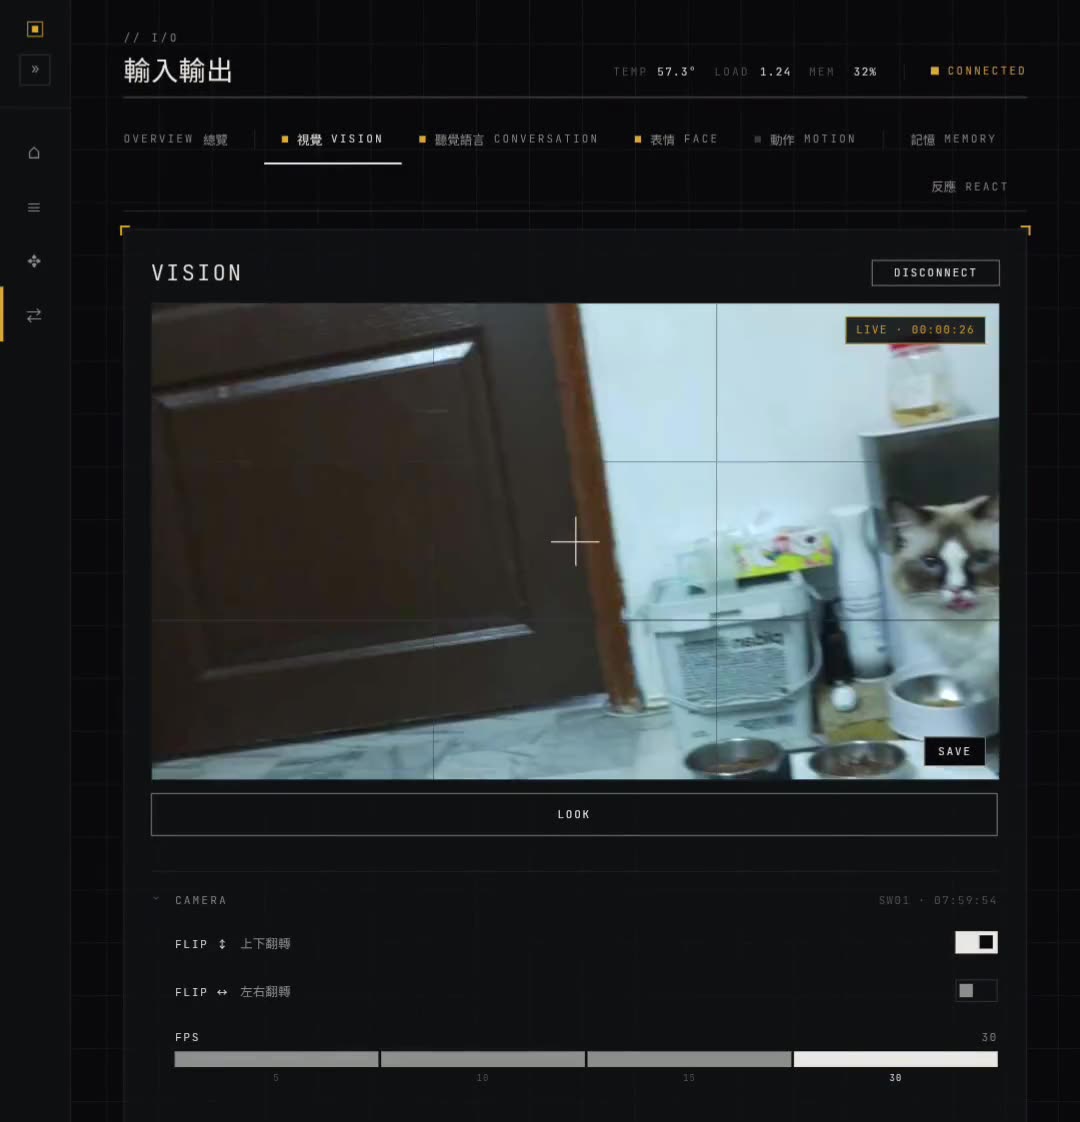 // I/O
輸入輸出
TEMP 57.3° LOAD 1.24 MEM 32% CONNECTED
OVERVIEW 總覽 視覺 VISION 聽覺語言 CONVERSATION 表情 FACE 動作 MOTION 記憶 MEMORY
反應 REACT
VISION
DISCONNECT
LIVE · 00:00:26
SAVE
LOOK
CAMERA
SW01 · 07:59:54
FLIP ↕ 上下翻轉
FLIP ↔ 左右翻轉
FPS 30
5 10 15 30